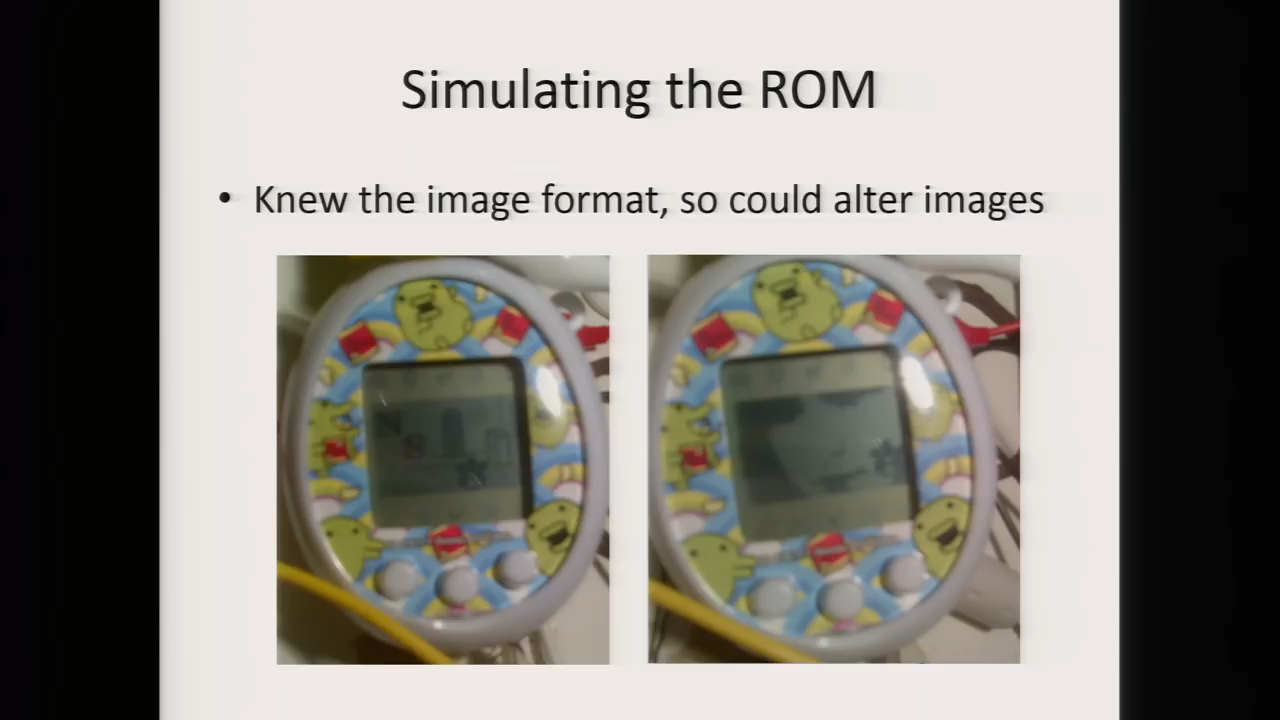 Simulating the ROM
• Knew the image format, so could alter images
N
S